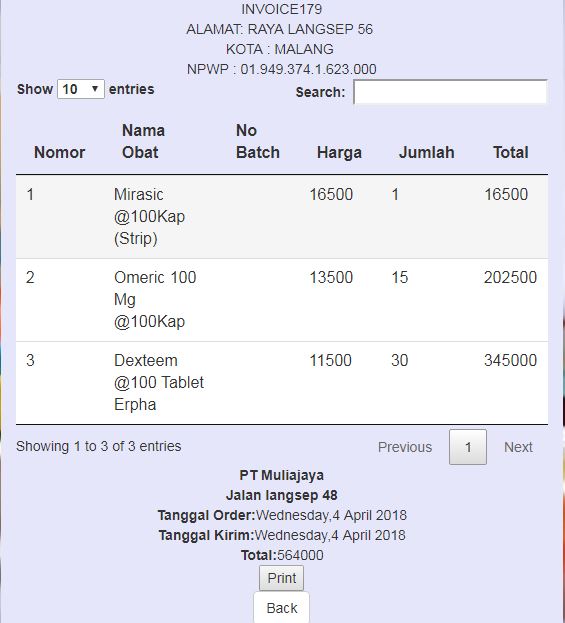 INVOICE179
ALAMAT: RAYA LANGSEP 56
KOTA : MALANG
NPWP : 01.949.374.1.623.000
Show 10 entries
Search:
Nomor Nama Obat No Batch Harga Jumlah Total
1 Mirasic @100Kap (Strip) 16500 1 16500
2 Omeric 100 Mg @100Kap 13500 15 202500
3 Dexteem @100 Tablet Erpha 11500 30 345000
Showing 1 to 3 of 3 entries
Previous 1 Next
PT Muliajaya
Jalan langsep 48
Tanggal Order:Wednesday,4 April 2018
Tanggal Kirim:Wednesday,4 April 2018
Total:564000
Print
Back